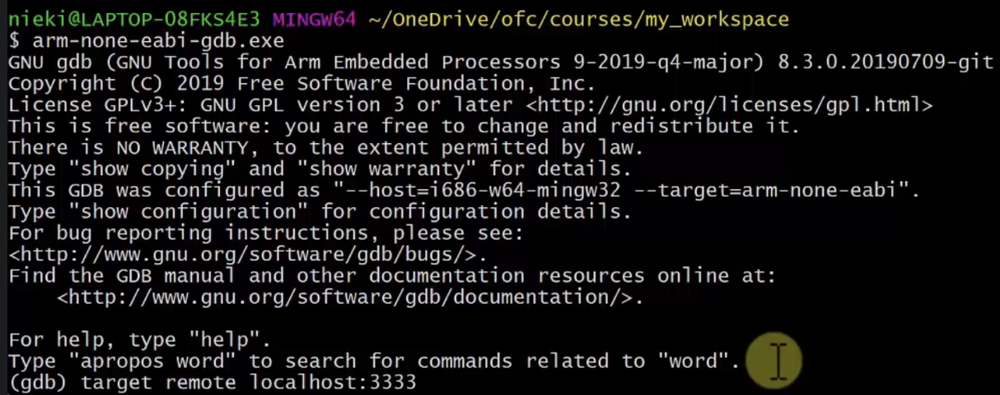 nieki@LAPTOP-O8FKS4E3 MINGW64 ~/OneDrive/ofc/courses/my_workspace
$ arm-none-eabi-gdb.exe
GNU gdb (GNU Tools for Arm Embedded Processors 9-2019-q4-major) 8.3.0.20190709-git
Copyright (C) 2019 Free Software Foundation, Inc.
License GPLv3+: GNU GPL version 3 or later <http://gnu.org/licenses/gpl.html>
This is free software: you are free to change and redistribute it.
There is NO WARRANTY, to the extent permitted by law.
Type "show copying" and "show warranty" for details.
This GDB was configured as "--host=i686-w64-mingw32 --target=arm-none-eabi".
Type "show configuration" for configuration details.
For bug reporting instructions, please see:
<http://www.gnu.org/software/gdb/bugs/>.
Find the GDB manual and other documentation resources online at:
    <http://www.gnu.org/software/gdb/documentation/>.

For help, type "help".
Type "apropos word" to search for commands related to "word".
(gdb) target remote localhost:3333